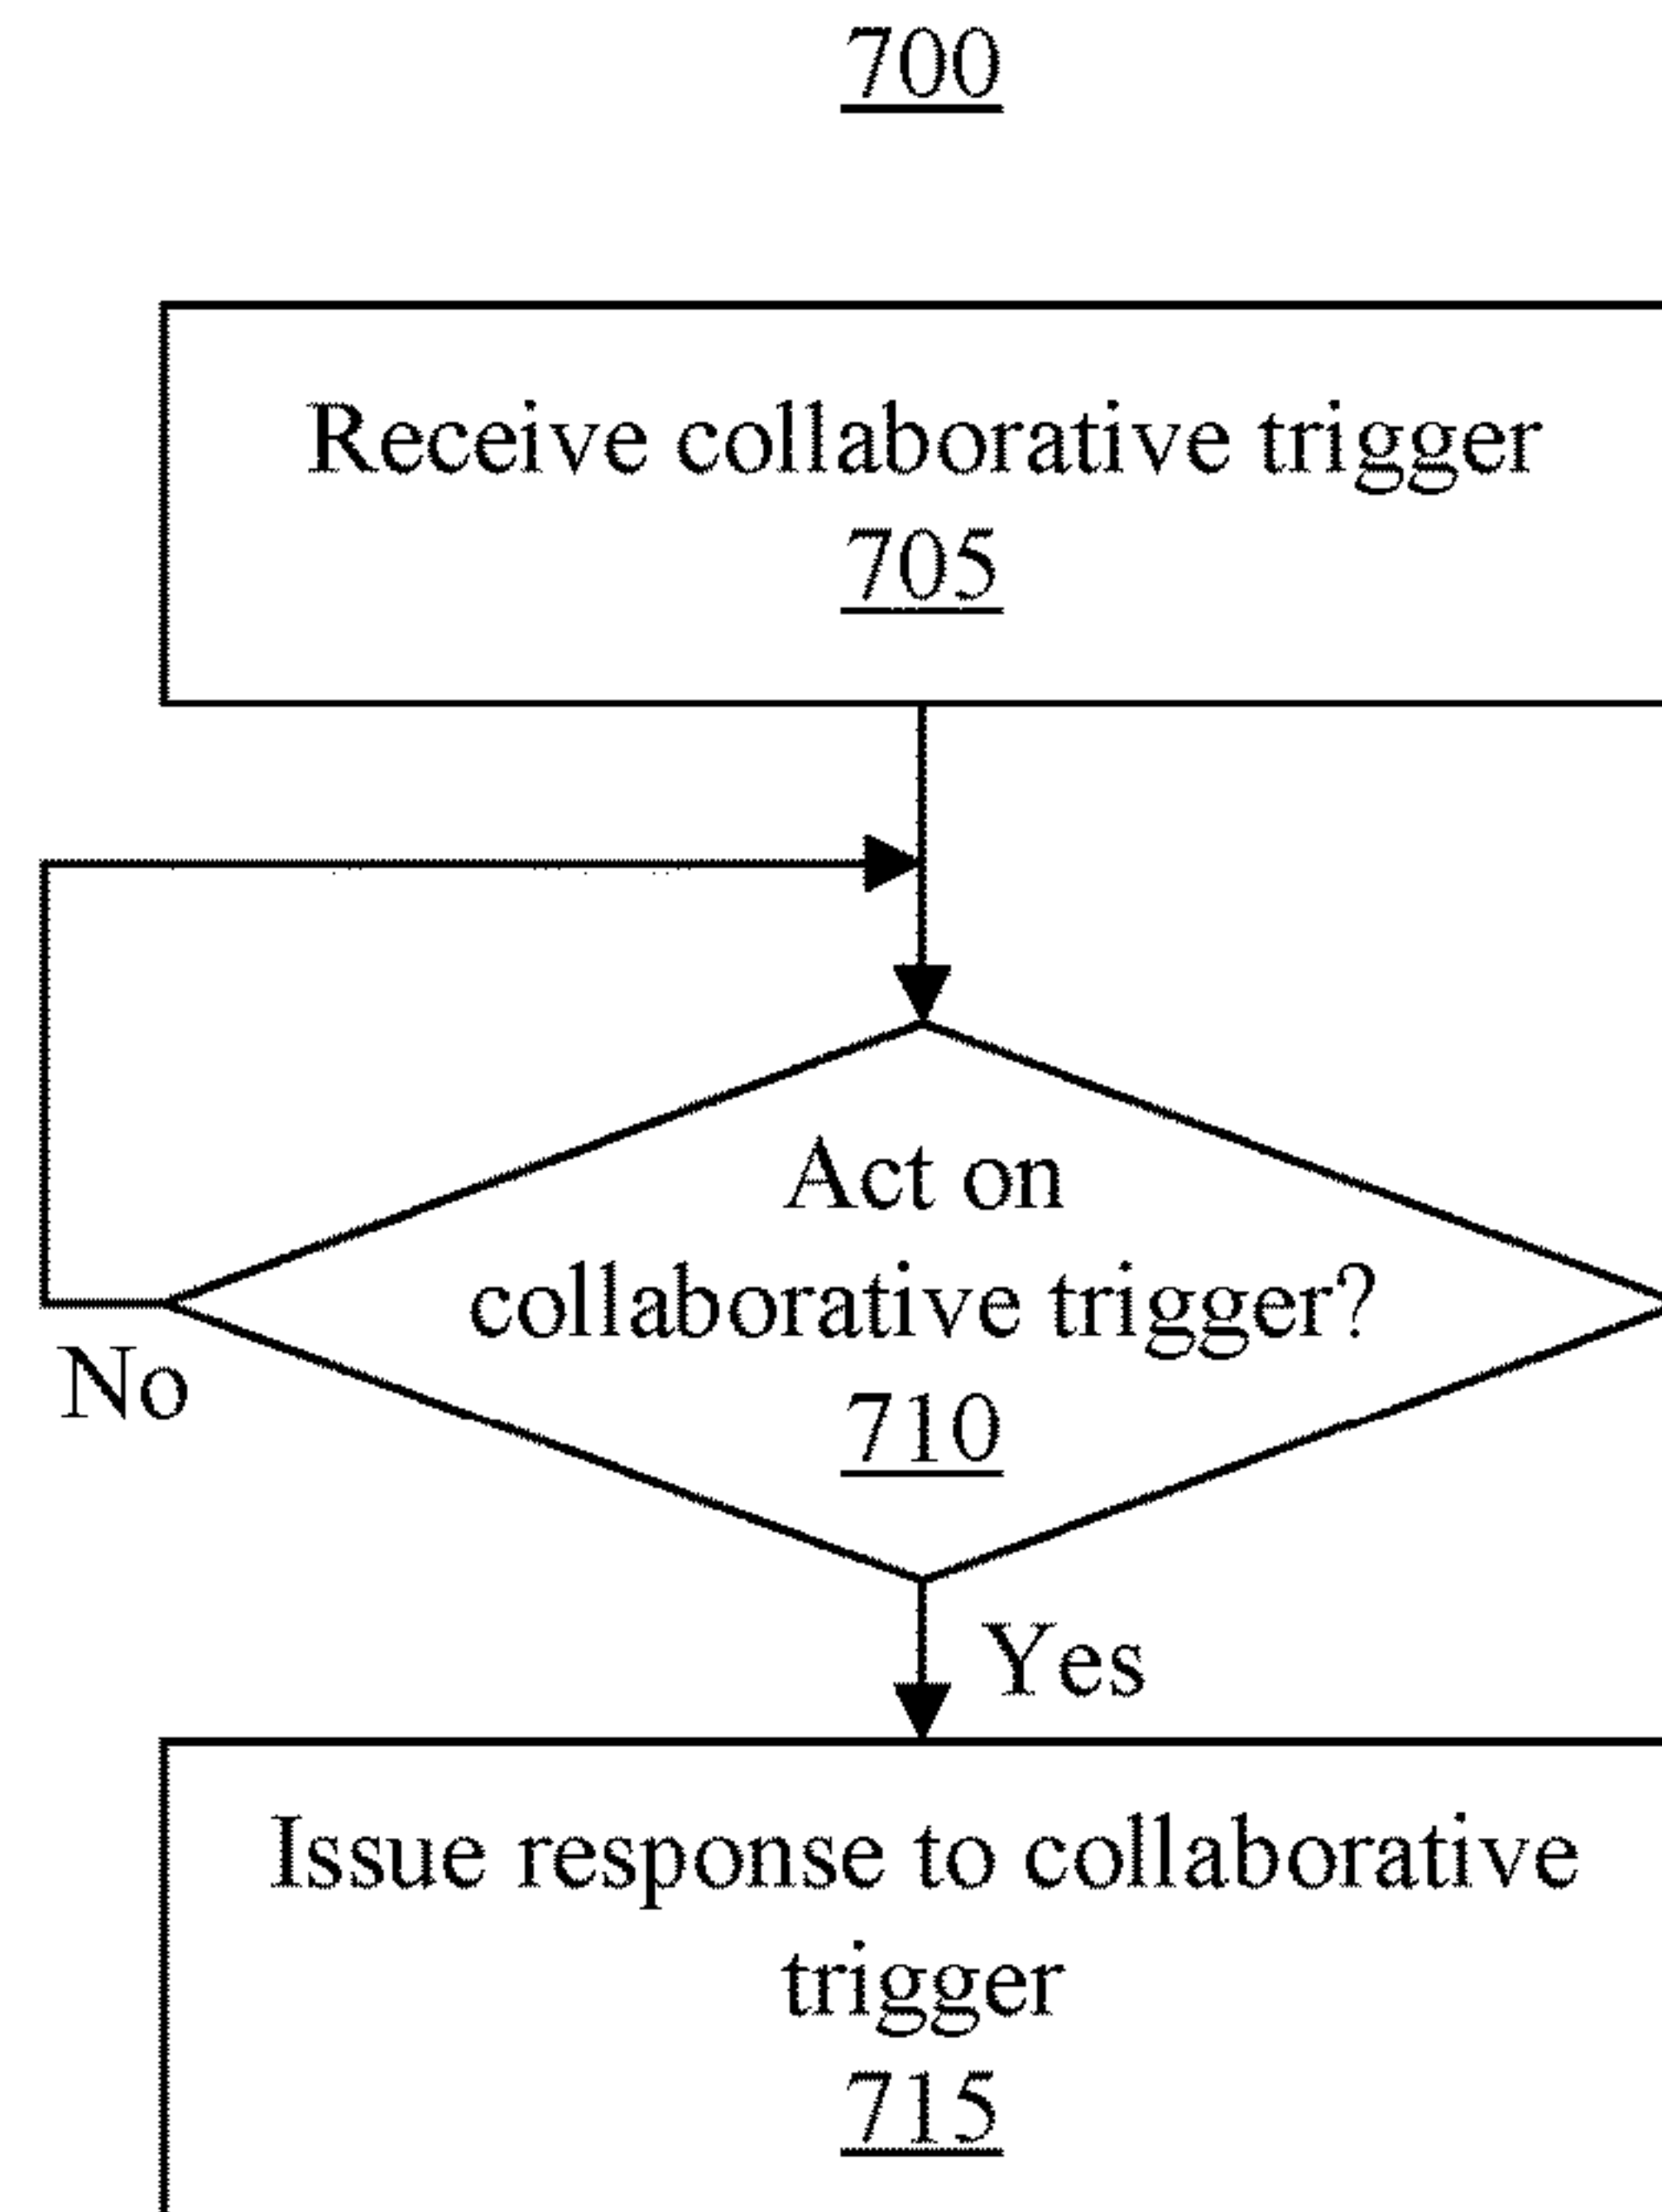 700
Receive collaborative trigger
705
Act on
collaborative trigger?
710
No
Yes
Issue response to collaborative
trigger
715